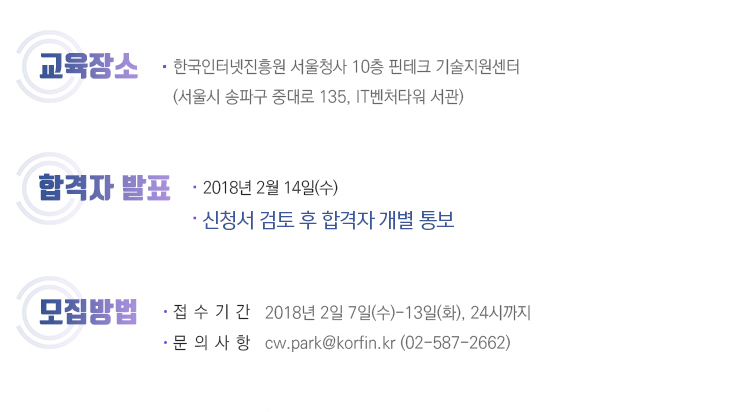 교육장소
· 한국인터넷진흥원 서울청사 10층 핀테크 기술지원센터
(서울시 송파구 중대로 135, IT벤처타워 서관)
합격자 발표
· 2018년 2월 14일(수)
· 신청서 검토 후 합격자 개별 통보
모집방법
· 접 수 기 간 2018년 2일 7일(수)-13일(화), 24시까지
· 문 의 사 항 cw.park@korfin.kr (02-587-2662)